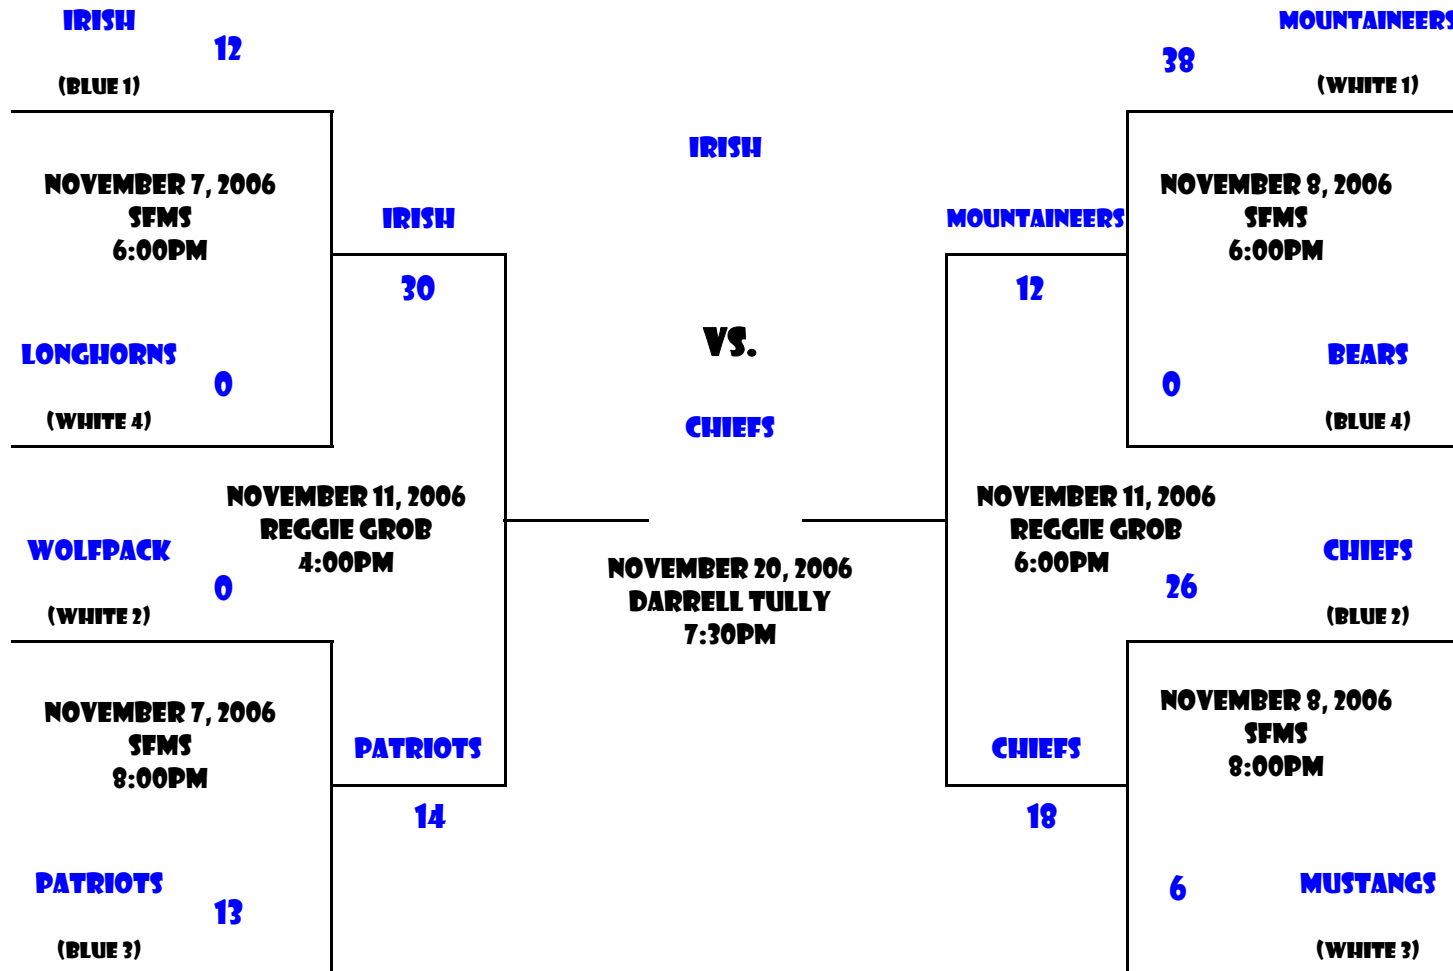 IRISH
12
(BLUE 1)
NOVEMBER 7, 2006
SFMS
6:00PM
LONGHORNS
0
(WHITE 4)
IRISH
30
NOVEMBER 11, 2006
REGGIE GROB
4:00PM
WOLFPACK
0
(WHITE 2)
NOVEMBER 7, 2006
SFMS
8:00PM
PATRIOTS
14
PATRIOTS
13
(BLUE 3)
IRISH
VS.
CHIEFS
NOVEMBER 20, 2006
DARRELL TULLY
7:30PM
MOUNTAINEERS
38
(WHITE 1)
NOVEMBER 8, 2006
SFMS
6:00PM
MOUNTAINEERS
12
BEARS
0
(BLUE 4)
NOVEMBER 11, 2006
REGGIE GROB
6:00PM
CHIEFS
26
(BLUE 2)
NOVEMBER 8, 2006
SFMS
8:00PM
CHIEFS
18
6
MUSTANGS
(WHITE 3)